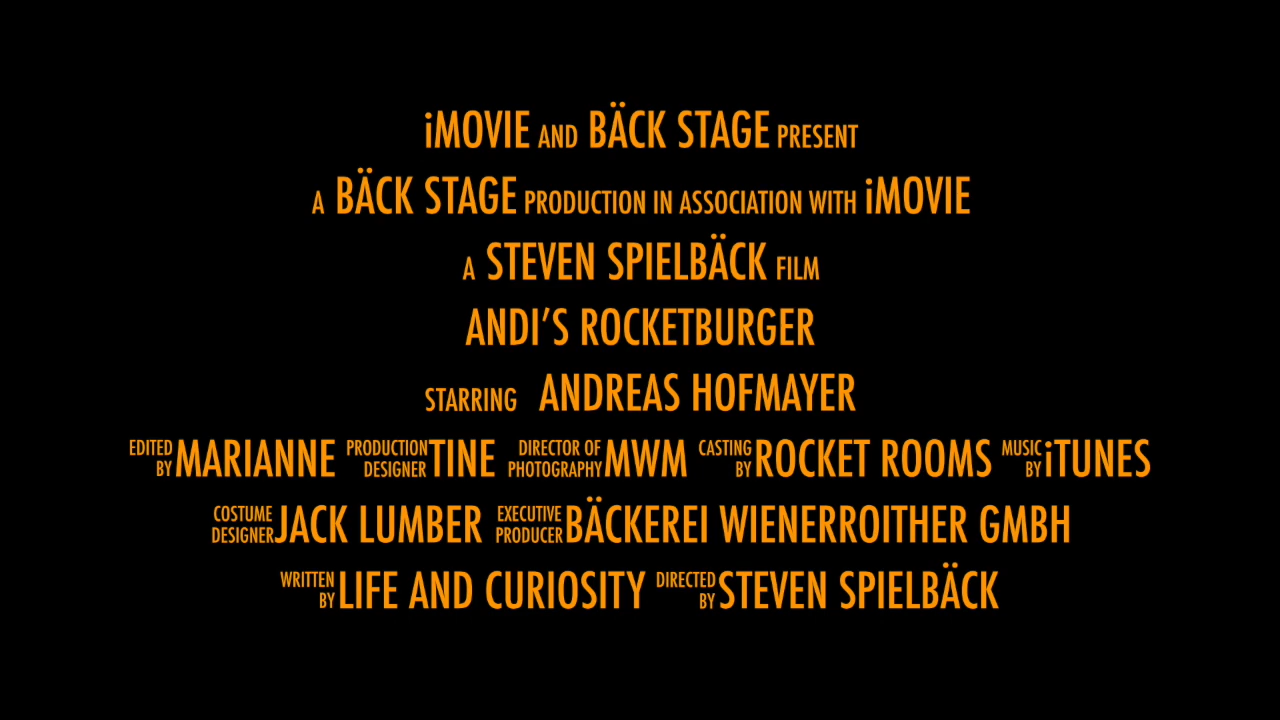 iMOVIE AND BÄCK STAGE PRESENT
A BÄCK STAGE PRODUCTION IN ASSOCIATION WITH iMOVIE
A STEVEN SPIELBÄCK FILM
ANDI'S ROCKETBURGER
STARRING ANDREAS HOFMAYER
EDITED BY MARIANNE PRODUCTION DESIGNER TINE DIRECTOR OF PHOTOGRAPHY MWM CASTING BY ROCKET ROOMS MUSIC BY iTUNES
COSTUME DESIGNER JACK LUMBER EXECUTIVE PRODUCER BÄCKEREI WIENERROITHER GMBH
WRITTEN BY LIFE AND CURIOSITY DIRECTED BY STEVEN SPIELBÄCK